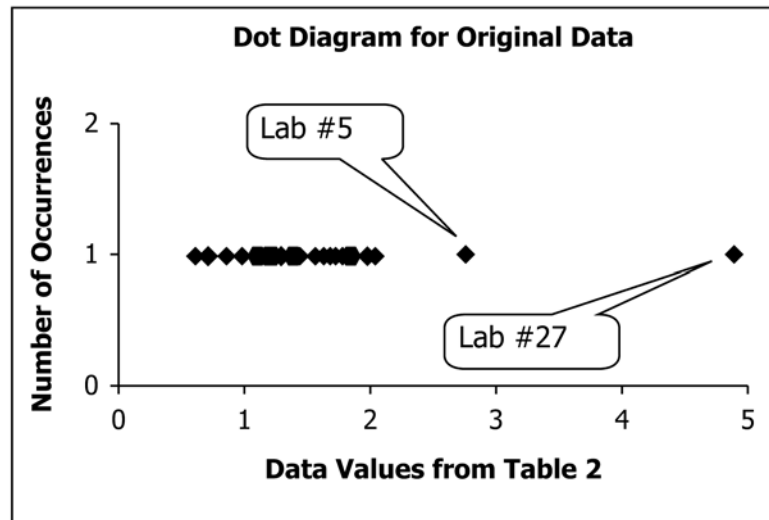 Dot Diagram for Original Data
Number of Occurrences
2
1
0
Lab #5
Lab #27
0 1 2 3 4 5
Data Values from Table 2